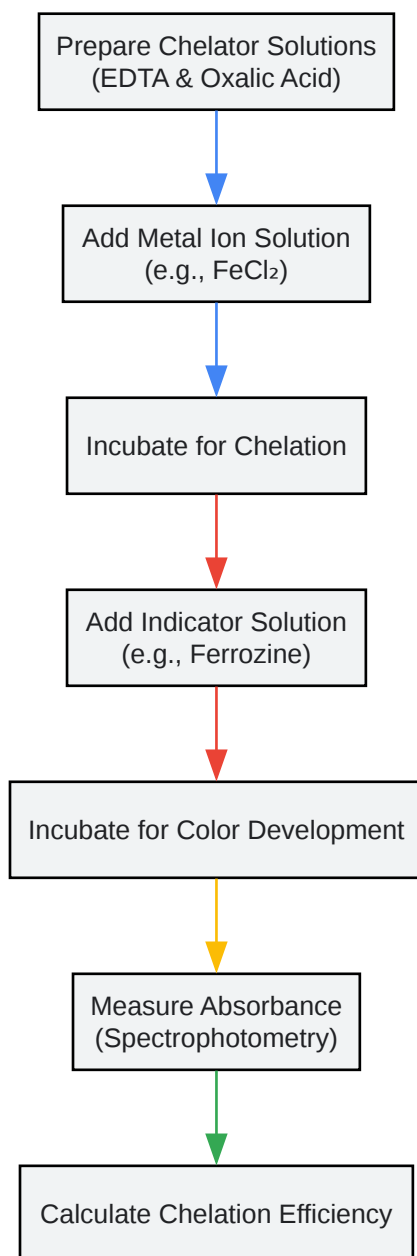 Prepare Chelator Solutions
(EDTA & Oxalic Acid)
Add Metal Ion Solution
(e.g., FeCl₂)
Incubate for Chelation
Add Indicator Solution
(e.g., Ferrozine)
Incubate for Color Development
Measure Absorbance
(Spectrophotometry)
Calculate Chelation Efficiency